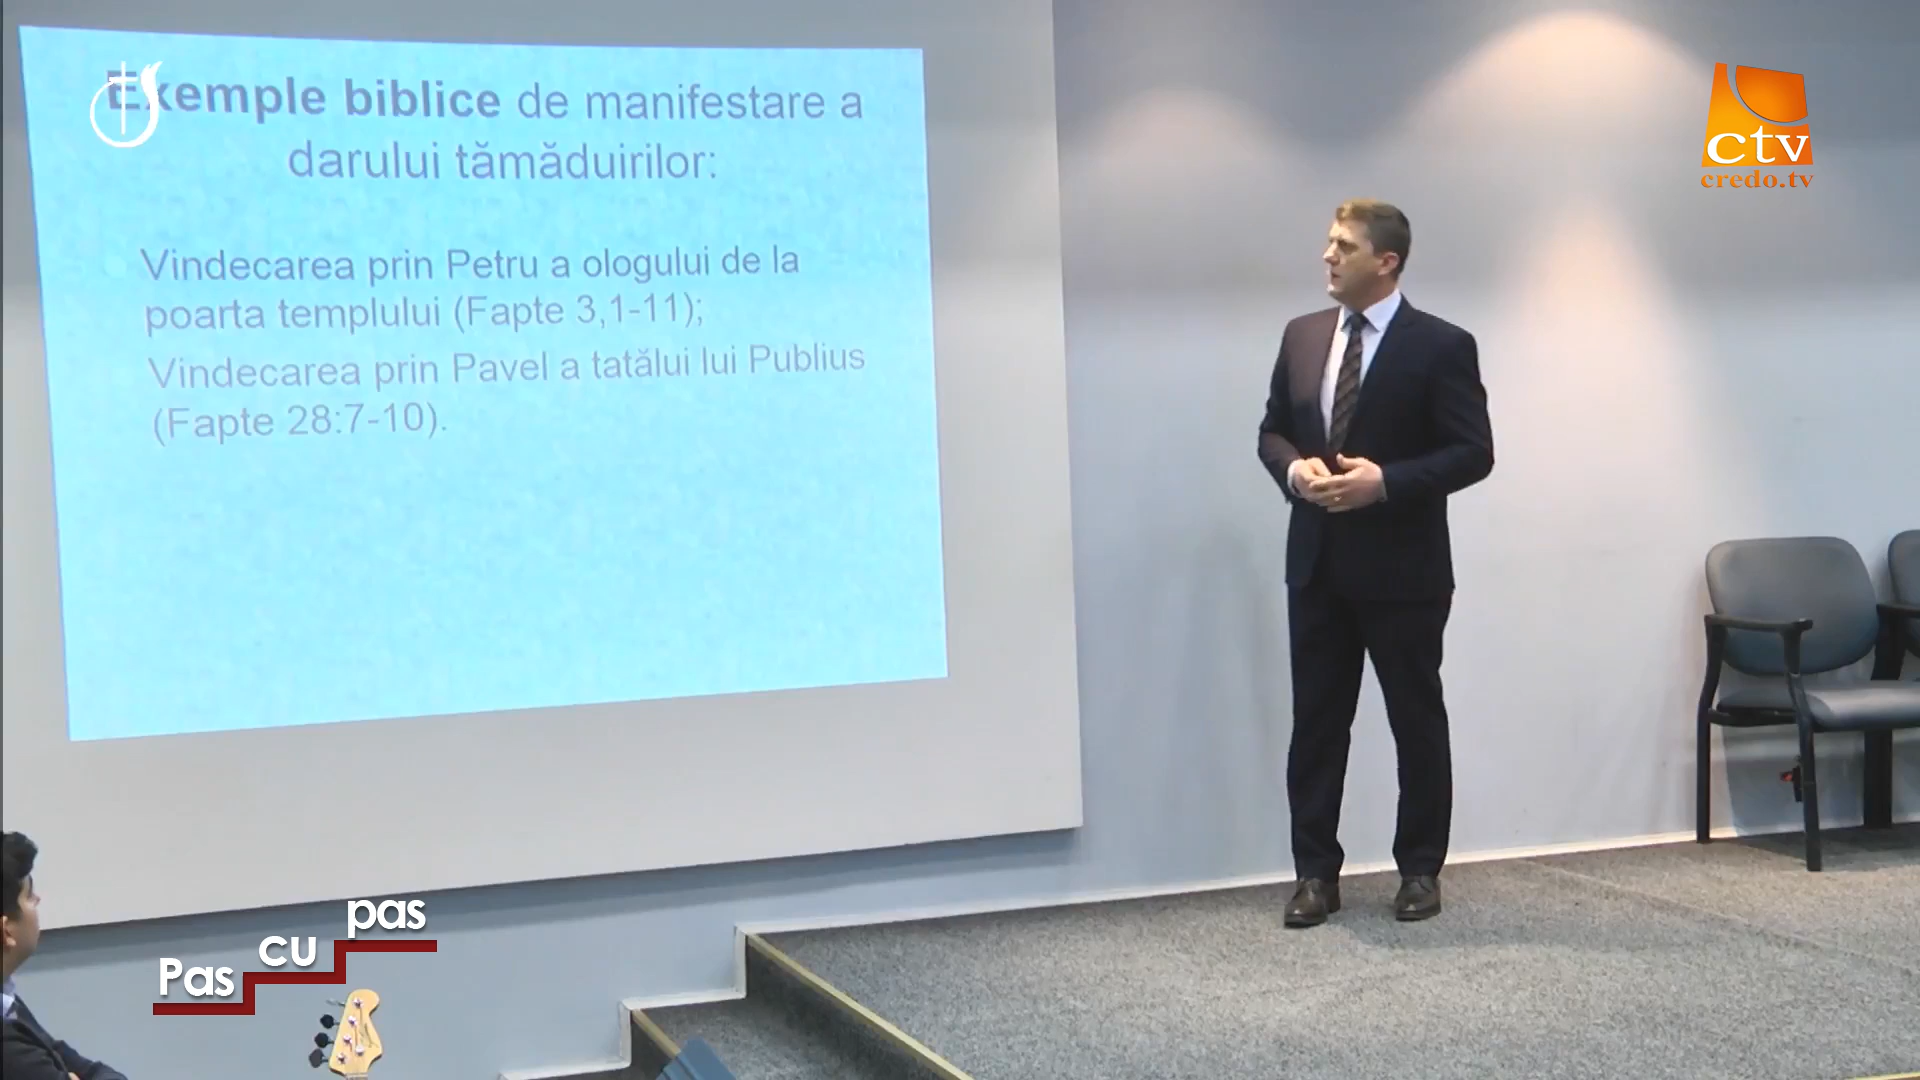 Exemple biblice de manifestare a
darului tămăduirilor:
Vindecarea prin Petru a ologului de la
poarta templului (Fapte 3,1-11);
Vindecarea prin Pavel a tatălui lui Publius
(Fapte 28:7-10).
ctv
credo.tv
Pas cu pas